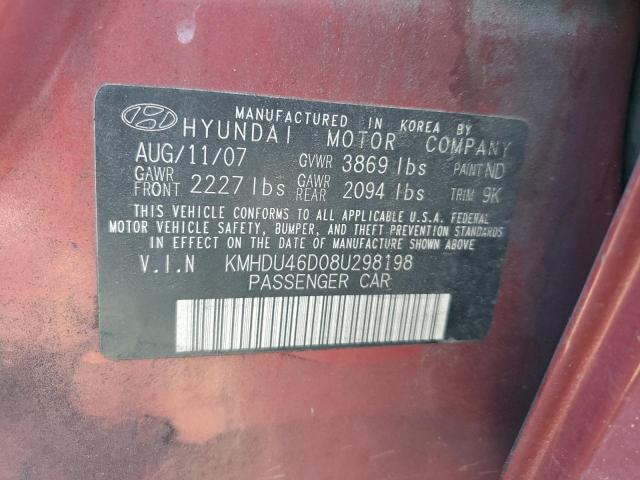 MANUFACTURED IN KOREA BY
HYUNDAI MOTOR COMPANY
AUG/11/07 GVWR 3869 lbs PAINT ND
GAWR FRONT 2227 lbs GAWR REAR 2094 lbs TRIM 9K
THIS VEHICLE CONFORMS TO ALL APPLICABLE U.S.A. FEDERAL
MOTOR VEHICLE SAFETY, BUMPER, AND THEFT PREVENTION STANDARDS
IN EFFECT ON THE DATE OF MANUFACTURE SHOWN ABOVE.
V.I.N KMHDU46D08U298198
PASSENGER CAR